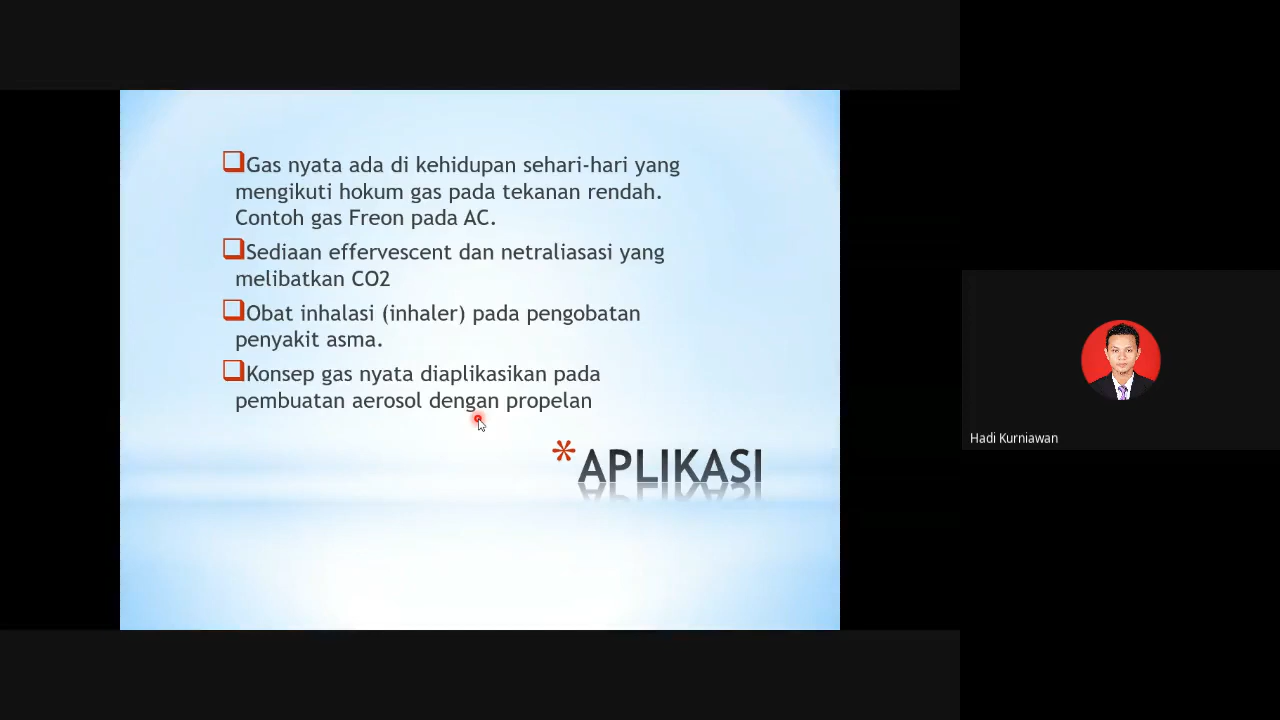 Gas nyata ada di kehidupan sehari-hari yang
mengikuti hokum gas pada tekanan rendah.
Contoh gas Freon pada AC.
Sediaan effervescent dan netraliasasi yang
melibatkan CO2
Obat inhalasi (inhaler) pada pengobatan
penyakit asma.
Konsep gas nyata diaplikasikan pada
pembuatan aerosol dengan propelan
*APLIKASI
Hadi Kurniawan